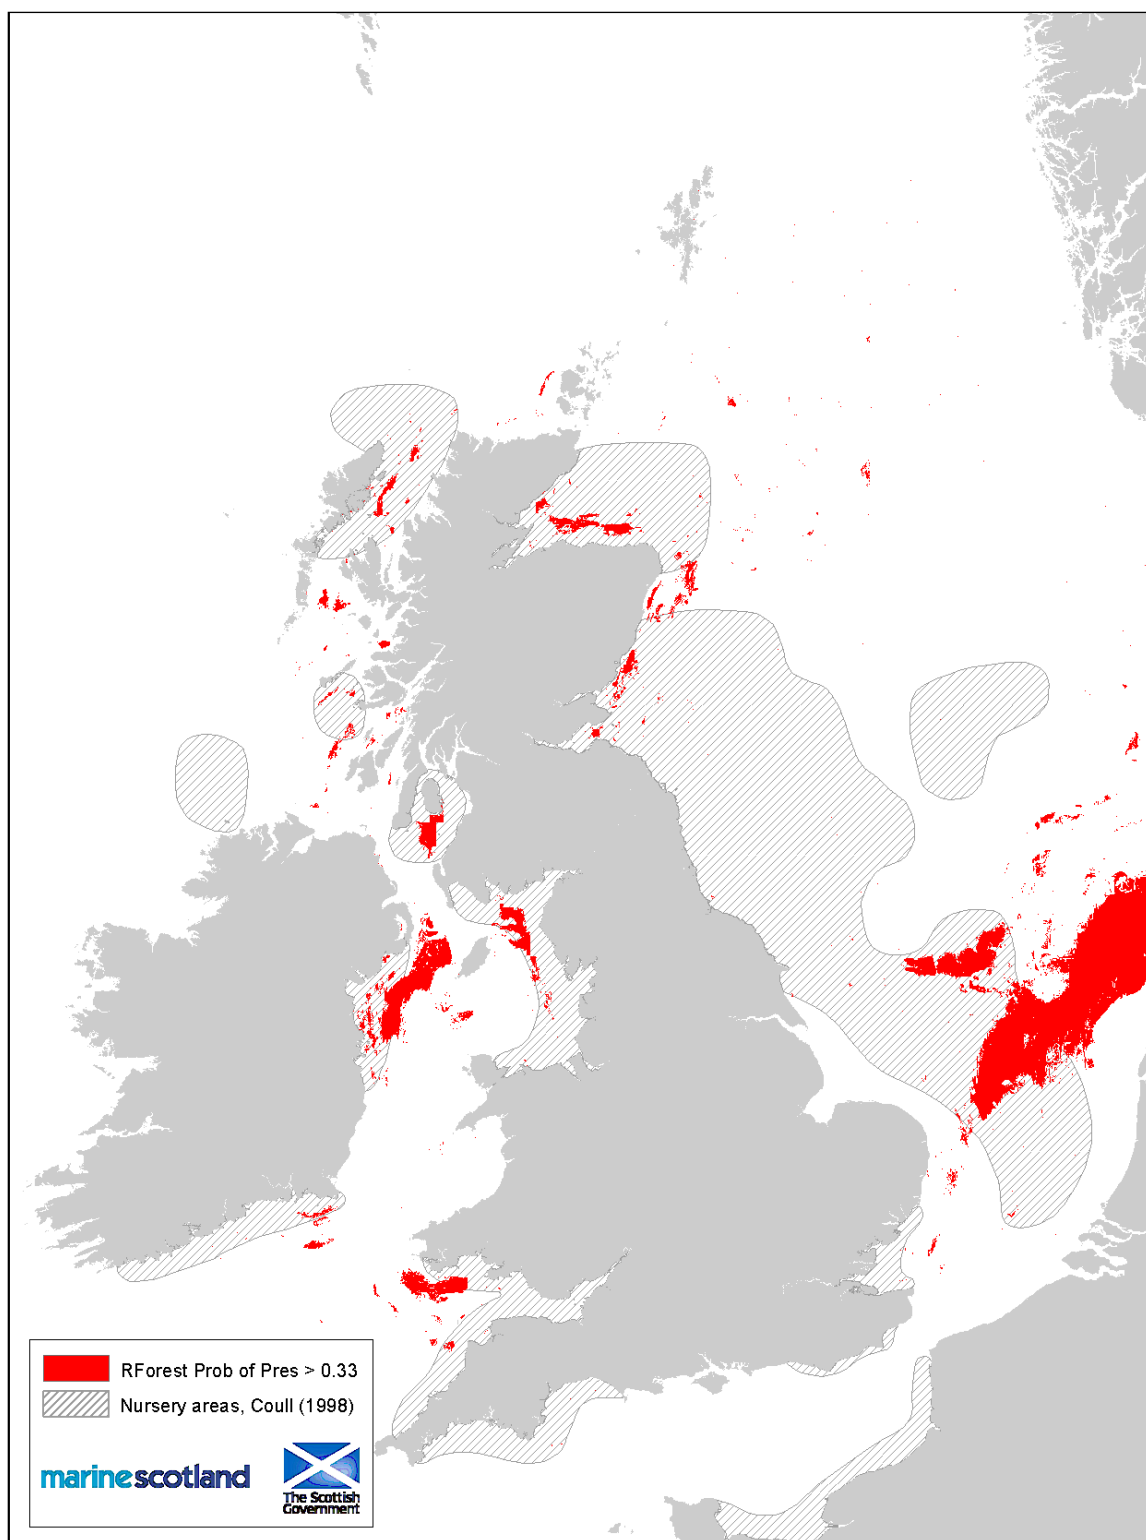 RForest Prob of Pres > 0.33
Nursery areas, Coull (1998)
marinescotland
The Scottish
Government